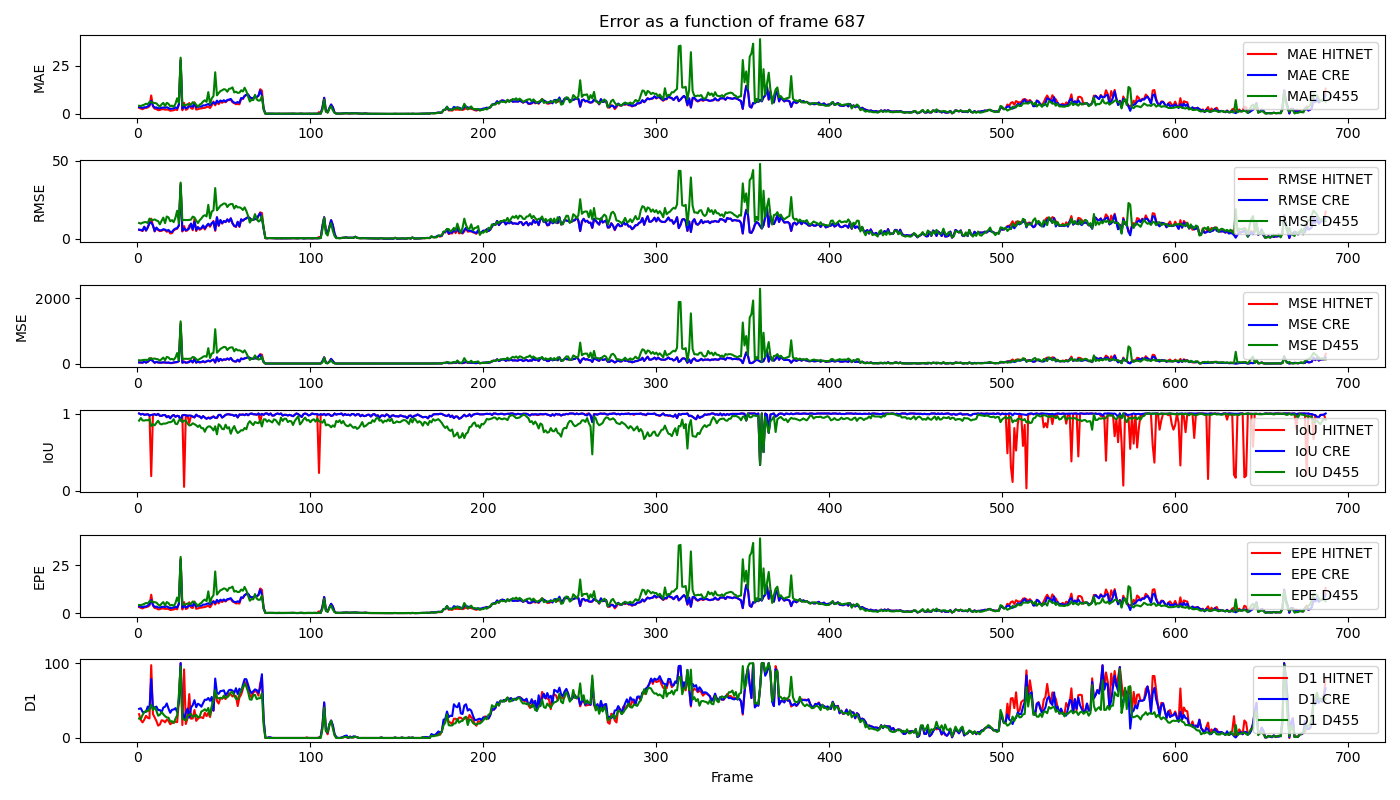 Error as a function of frame 687
MAE
25
0
MAE HITNET
MAE CRE
MAE D455
0 100 200 300 400 500 600 700
RMSE
50
0
RMSE HITNET
RMSE CRE
RMSE D455
0 100 200 300 400 500 600 700
MSE
2000
0
MSE HITNET
MSE CRE
MSE D455
0 100 200 300 400 500 600 700
IoU
1
0
IoU HITNET
IoU CRE
IoU D455
0 100 200 300 400 500 600 700
EPE
25
0
EPE HITNET
EPE CRE
EPE D455
0 100 200 300 400 500 600 700
D1
100
0
D1 HITNET
D1 CRE
D1 D455
0 100 200 300 400 500 600 700
Frame